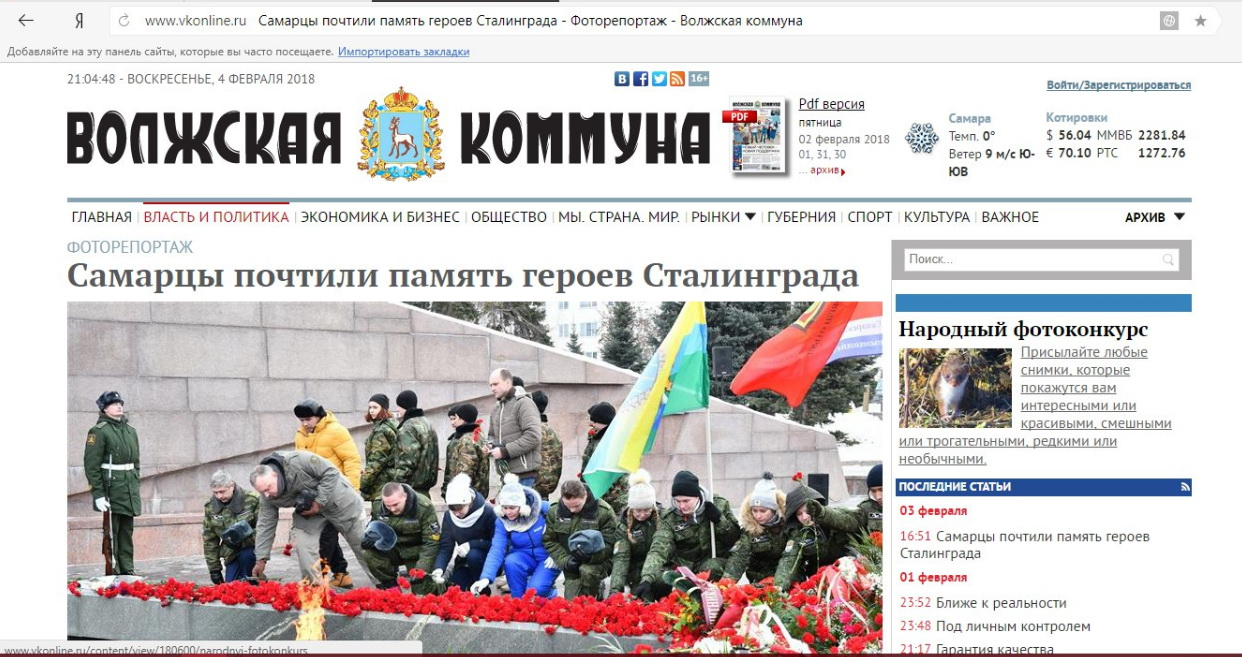 www.vkonline.ru Самарцы почтили память героев Сталинграда - Фоторепортаж - Волжская коммуна
Добавляйте на эту панель сайты, которые вы часто посещаете. Импортировать закладки
21:04:48 - ВОСКРЕСЕНЬЕ, 4 ФЕВРАЛЯ 2018
16+
Войти/Зарегистрироваться
ВОЛЖСКАЯ КОММУНА
PDF
Pdf версия
пятница
02 февраля 2018
01, 31, 30
... архив
Самара
Темп. 0°
Ветер 9 м/с Ю-
ЮВ
Котировки
$ 56.04 ММВБ 2281.84
€ 70.10 РТС 1272.76
ГЛАВНАЯ | ВЛАСТЬ И ПОЛИТИКА | ЭКОНОМИКА И БИЗНЕС | ОБЩЕСТВО | МЫ. СТРАНА. МИР. | РЫНКИ ▼ | ГУБЕРНИЯ | СПОРТ | КУЛЬТУРА | ВАЖНОЕ
АРХИВ ▼
ФОТОРЕПОРТАЖ
Самарцы почтили память героев Сталинграда
Поиск...
Народный фотоконкурс
Присылайте любые
снимки, которые
покажутся вам
интересными или
красивыми, смешными
или трогательными, редкими или
необычными.
ПОСЛЕДНИЕ СТАТЬИ
03 февраля
16:51 Самарцы почтили память героев
Сталинграда
01 февраля
23:52 Ближе к реальности
23:48 Под личным контролем
21:17 Гарантия качества
www.vkonline.ru/content/view/180600/narodnyi-fotokonkurs